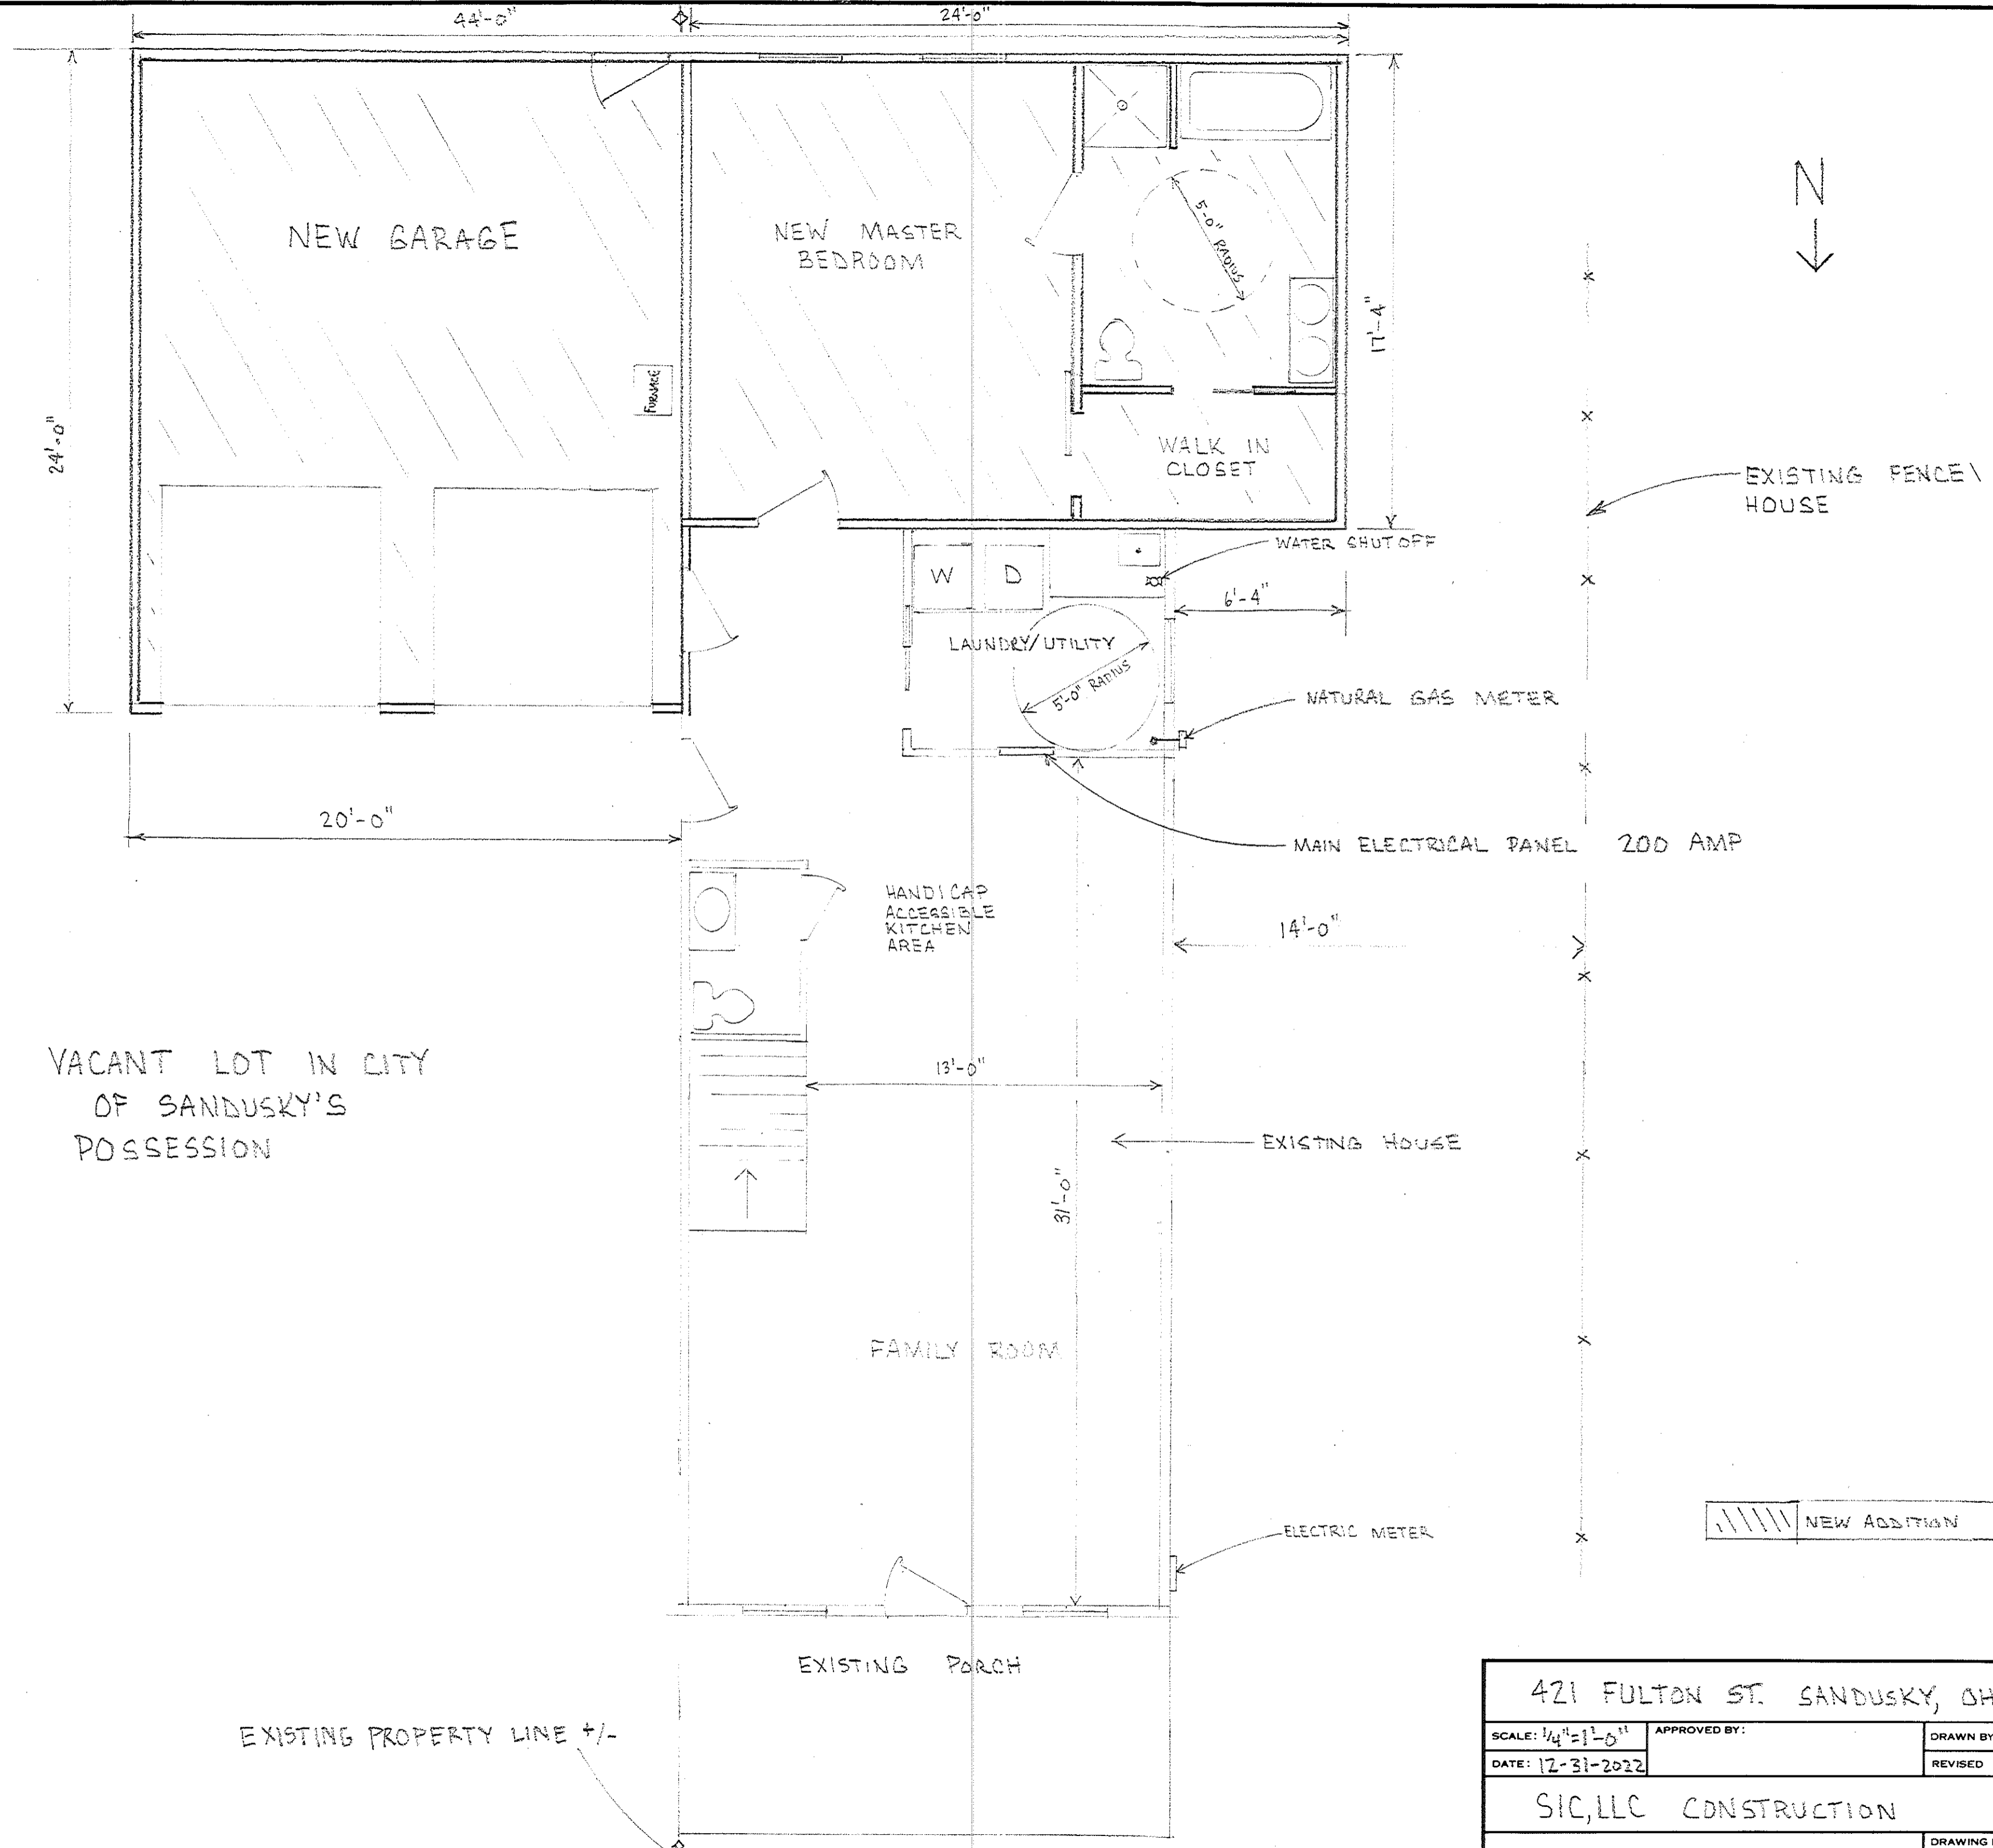 44'-0"
24'-0"
N
NEW GARAGE
NEW MASTER
BEDROOM
5'-0" RADIUS
17'-4"
24'-0"
FURNACE
WALK IN
CLOSET
EXISTING FENCE\
HOUSE
WATER SHUT OFF
W
D
6'-4"
LAUNDRY/UTILITY
5'-0" RADIUS
NATURAL GAS METER
20'-0"
MAIN ELECTRICAL PANEL 200 AMP
HANDICAP
ACCESSIBLE
KITCHEN
AREA
14'-0"
VACANT LOT IN CITY
OF SANDUSKY'S
POSSESSION
13'-0"
EXISTING HOUSE
31'-0"
FAMILY ROOM
ELECTRIC METER
NEW ADDITION
EXISTING PORCH
EXISTING PROPERTY LINE +/-
421 FULTON ST. SANDUSKY, OH
SCALE: 1/4"=1'-0"
APPROVED BY:
DRAWN BY
DATE: 12-31-2022
REVISED
SIC,LLC CONSTRUCTION
DRAWING